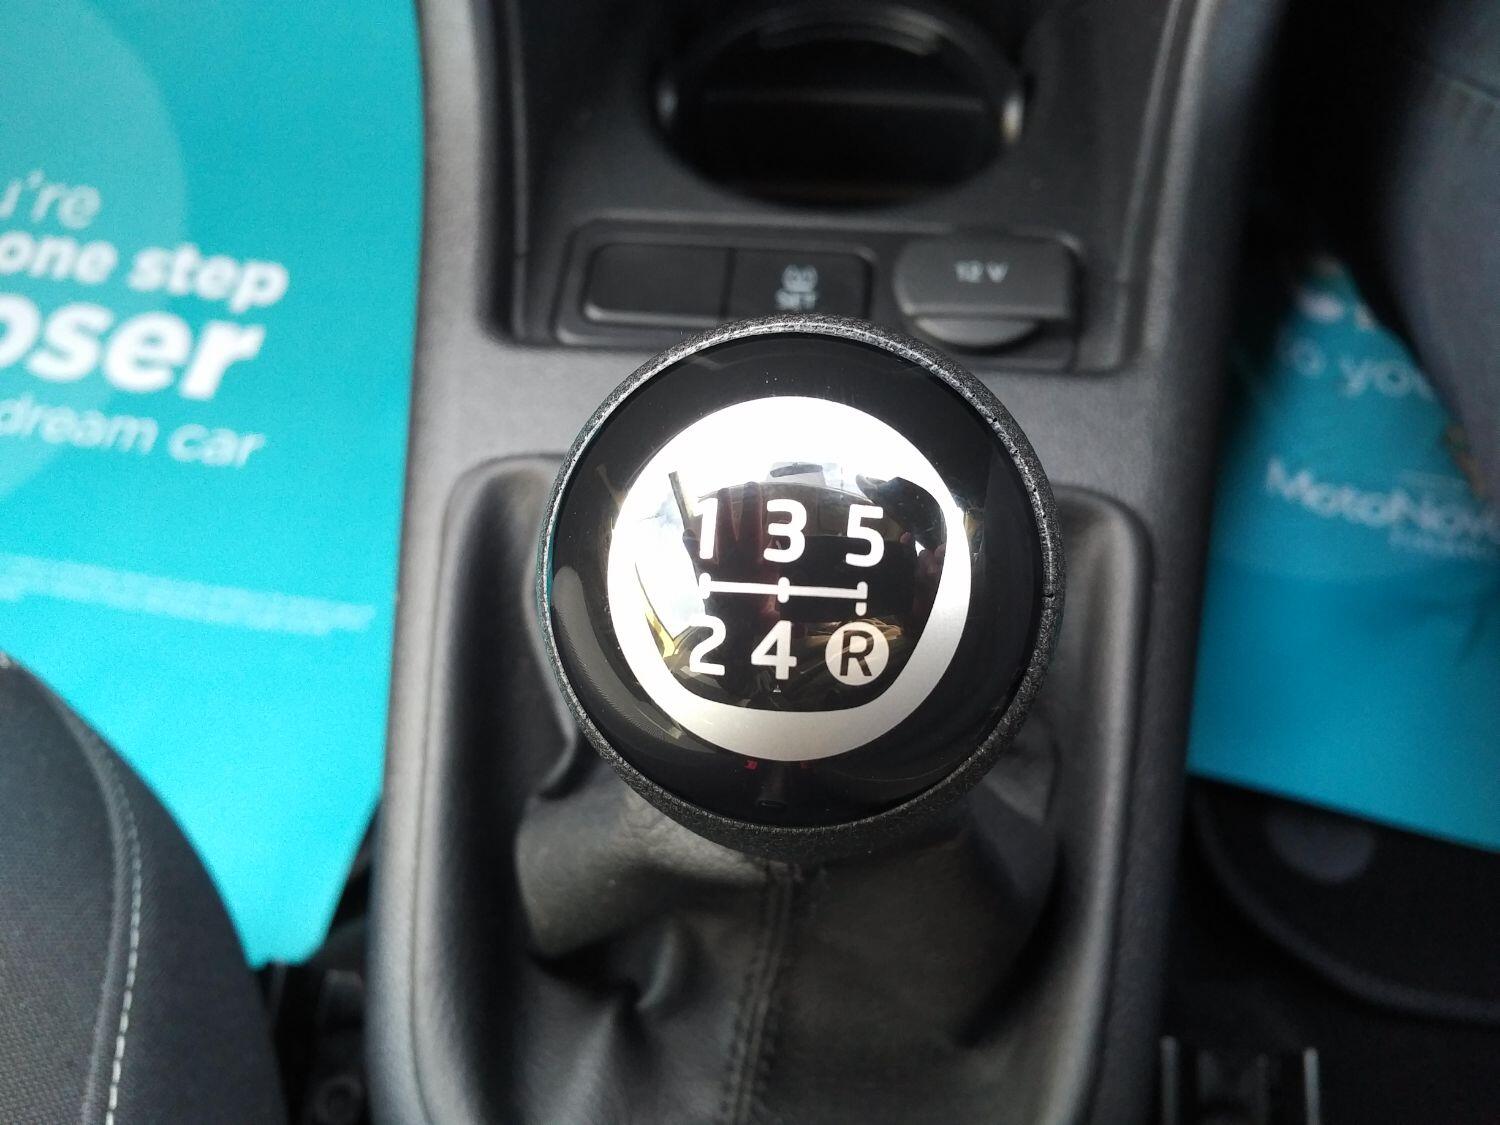 u're
one step
oser
dream car
SET
12 V
1 3 5
2 4 R
o you
MotoNov